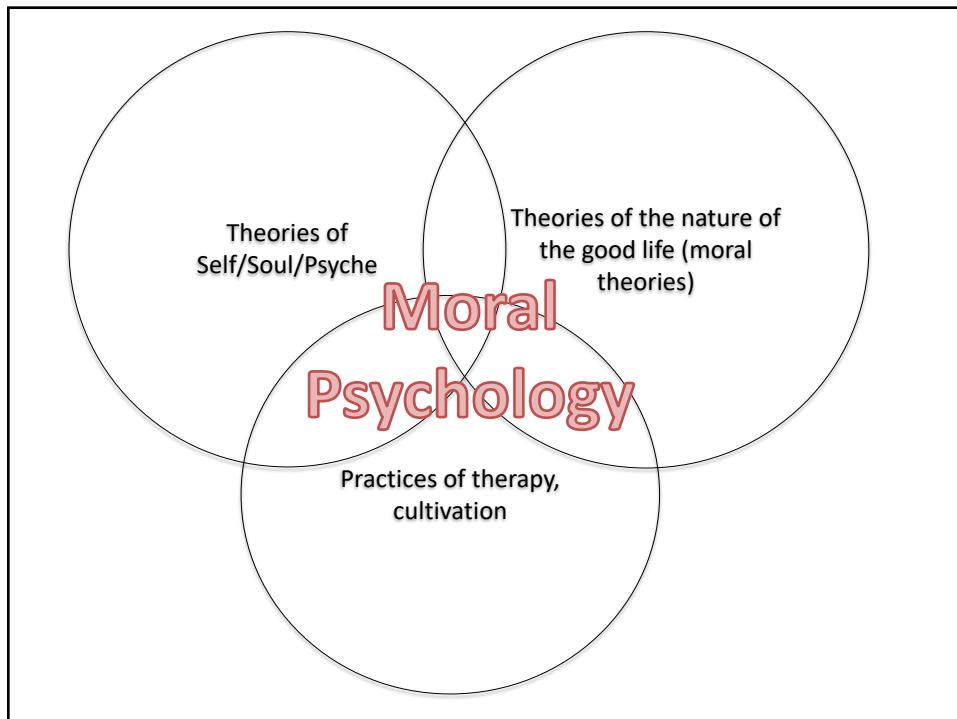 Theories of
Self/Soul/Psyche
Theories of the nature of
the good life (moral
theories)
Moral
Psychology
Practices of therapy,
cultivation